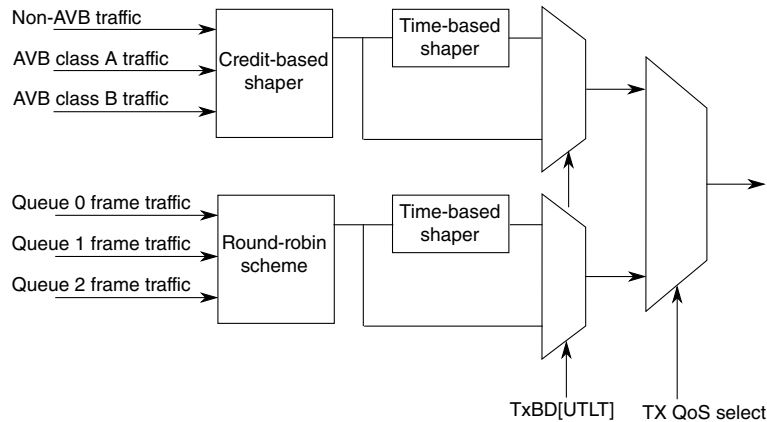 Non-AVB traffic
AVB class A traffic
AVB class B traffic
Credit-based
shaper
Time-based
shaper
Queue 0 frame traffic
Queue 1 frame traffic
Queue 2 frame traffic
Round-robin
scheme
Time-based
shaper
TxBD[UTLT]
TX QoS select